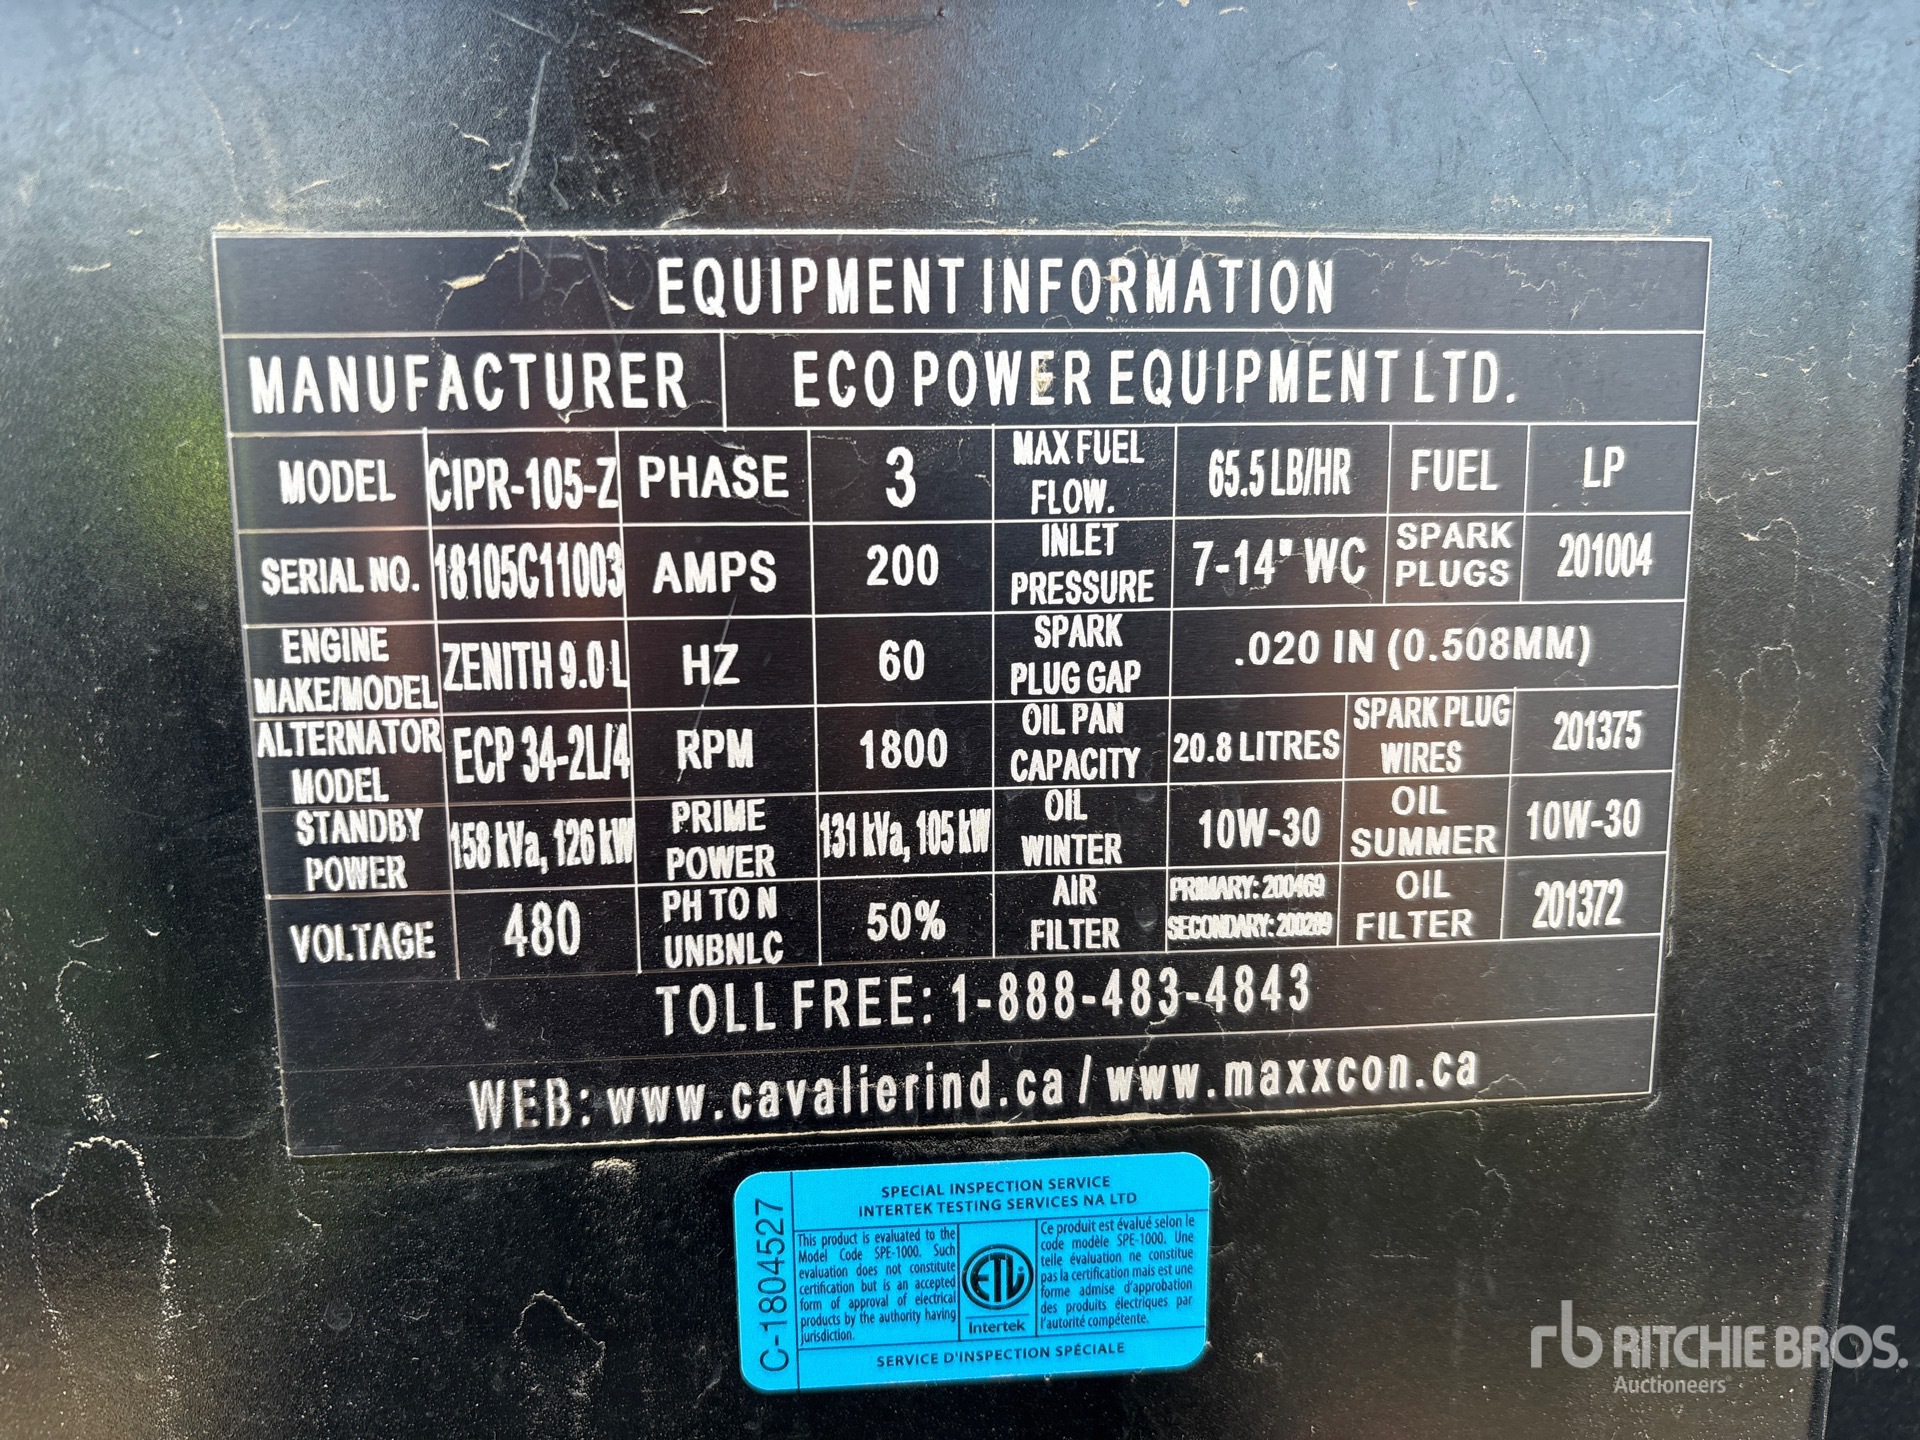 EQUIPMENT INFORMATION
MANUFACTURER ECO POWER EQUIPMENT LTD.
MODEL CIPR-105-Z PHASE 3 MAX FUEL FLOW. 65.5 LB/HR FUEL LP
SERIAL NO. 18105C11003 AMPS 200 INLET PRESSURE 7-14" WC SPARK PLUGS 201004
ENGINE MAKE/MODEL ZENITH 9.0 L HZ 60 SPARK PLUG GAP .020 IN (0.508MM)
ALTERNATOR MODEL ECP 34-2L/4 RPM 1800 OIL PAN CAPACITY 20.8 LITRES SPARK PLUG WIRES 201375
STANDBY POWER 158 kVa, 126 kW PRIME POWER 131 kVa, 105 kW OIL WINTER 10W-30 OIL SUMMER 10W-30
VOLTAGE 480 PH TO N UNBNLC 50% AIR FILTER PRIMARY: 200469 SECONDARY: 200289 OIL FILTER 201372
TOLL FREE: 1-888-483-4843
WEB: www.cavalierind.ca / www.maxxcon.ca
C-1804527
SPECIAL INSPECTION SERVICE
INTERTEK TESTING SERVICES NA LTD
This product is evaluated to the
Model Code SPE-1000. Such
evaluation does not constitute
certification but is an accepted
form of approval of electrical
products by the authority having
jurisdiction.
ETL
Intertek
Ce produit est évalué selon le
code modèle SPE-1000. Une
telle évaluation ne constitue
pas la certification mais est une
forme admise d'approbation
des produits électriques par
l'autorité compétente.
SERVICE D'INSPECTION SPÉCIALE
rb RITCHIE BROS.
Auctioneers